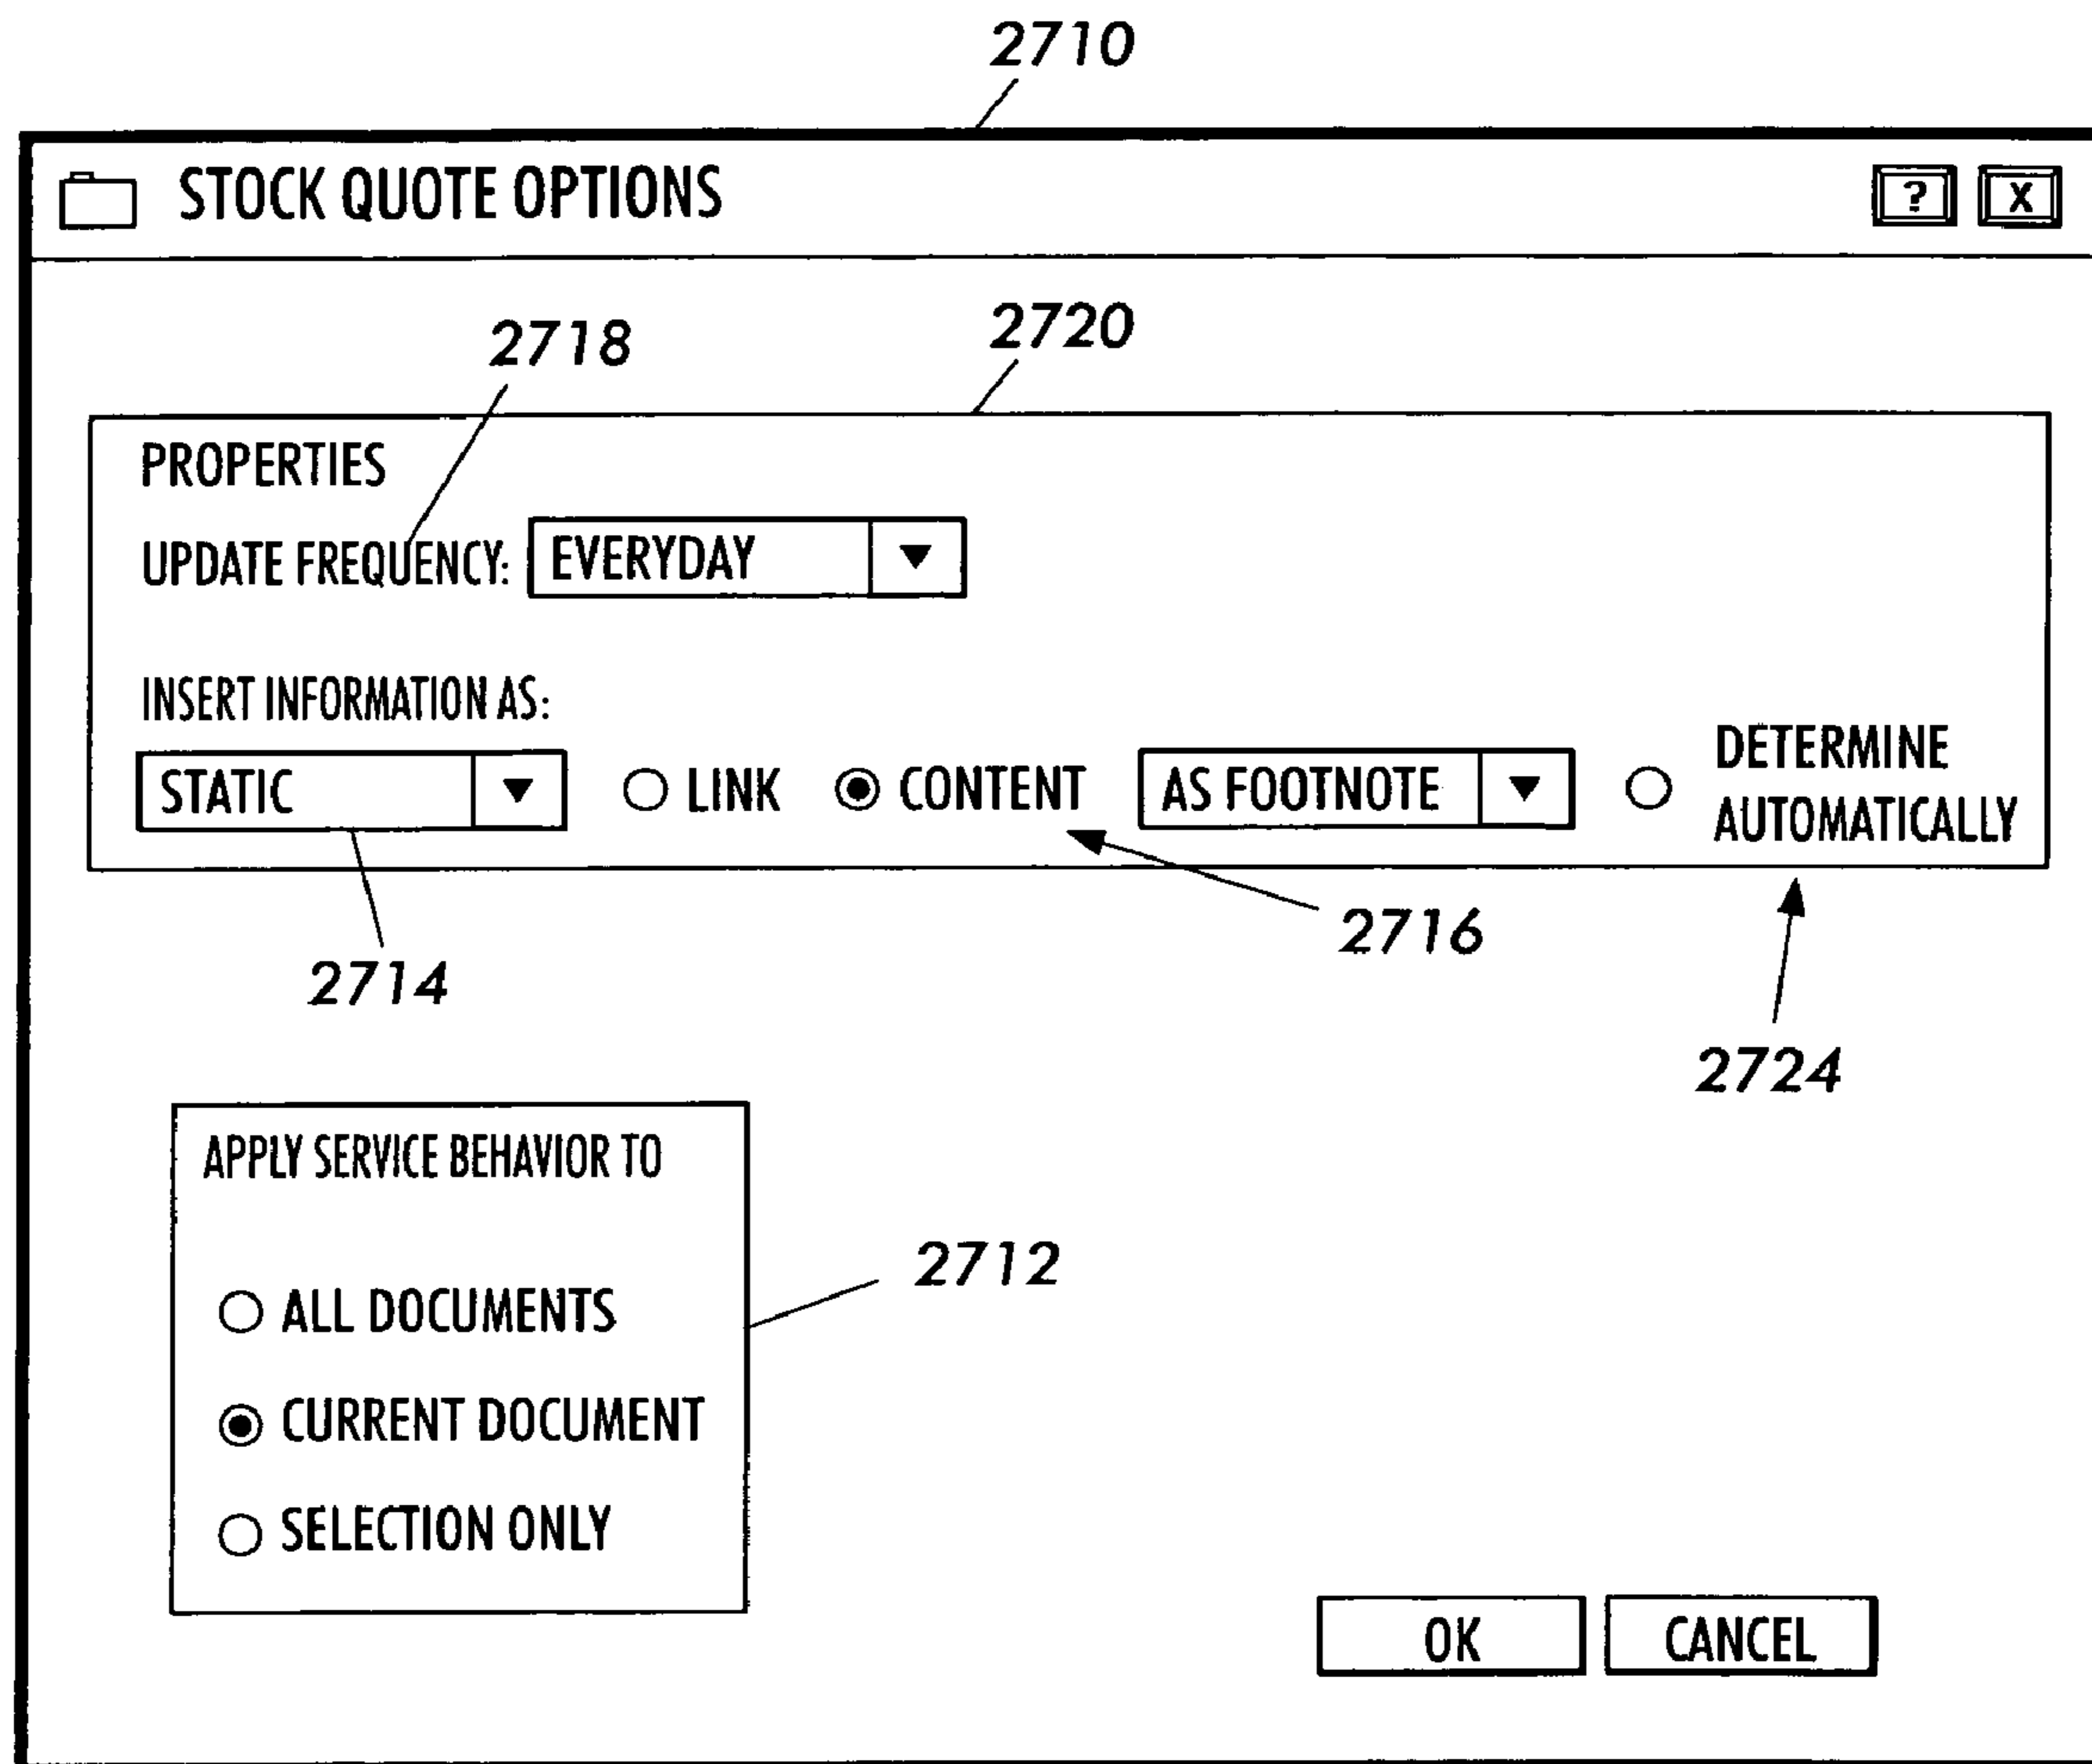 2710
STOCK QUOTE OPTIONS ? X
2718 2720
PROPERTIES
UPDATE FREQUENCY: EVERYDAY
INSERT INFORMATION AS:
STATIC LINK CONTENT AS FOOTNOTE DETERMINE
AUTOMATICALLY
2716
2714
2724
APPLY SERVICE BEHAVIOR TO
2712
ALL DOCUMENTS
CURRENT DOCUMENT
SELECTION ONLY
OK CANCEL